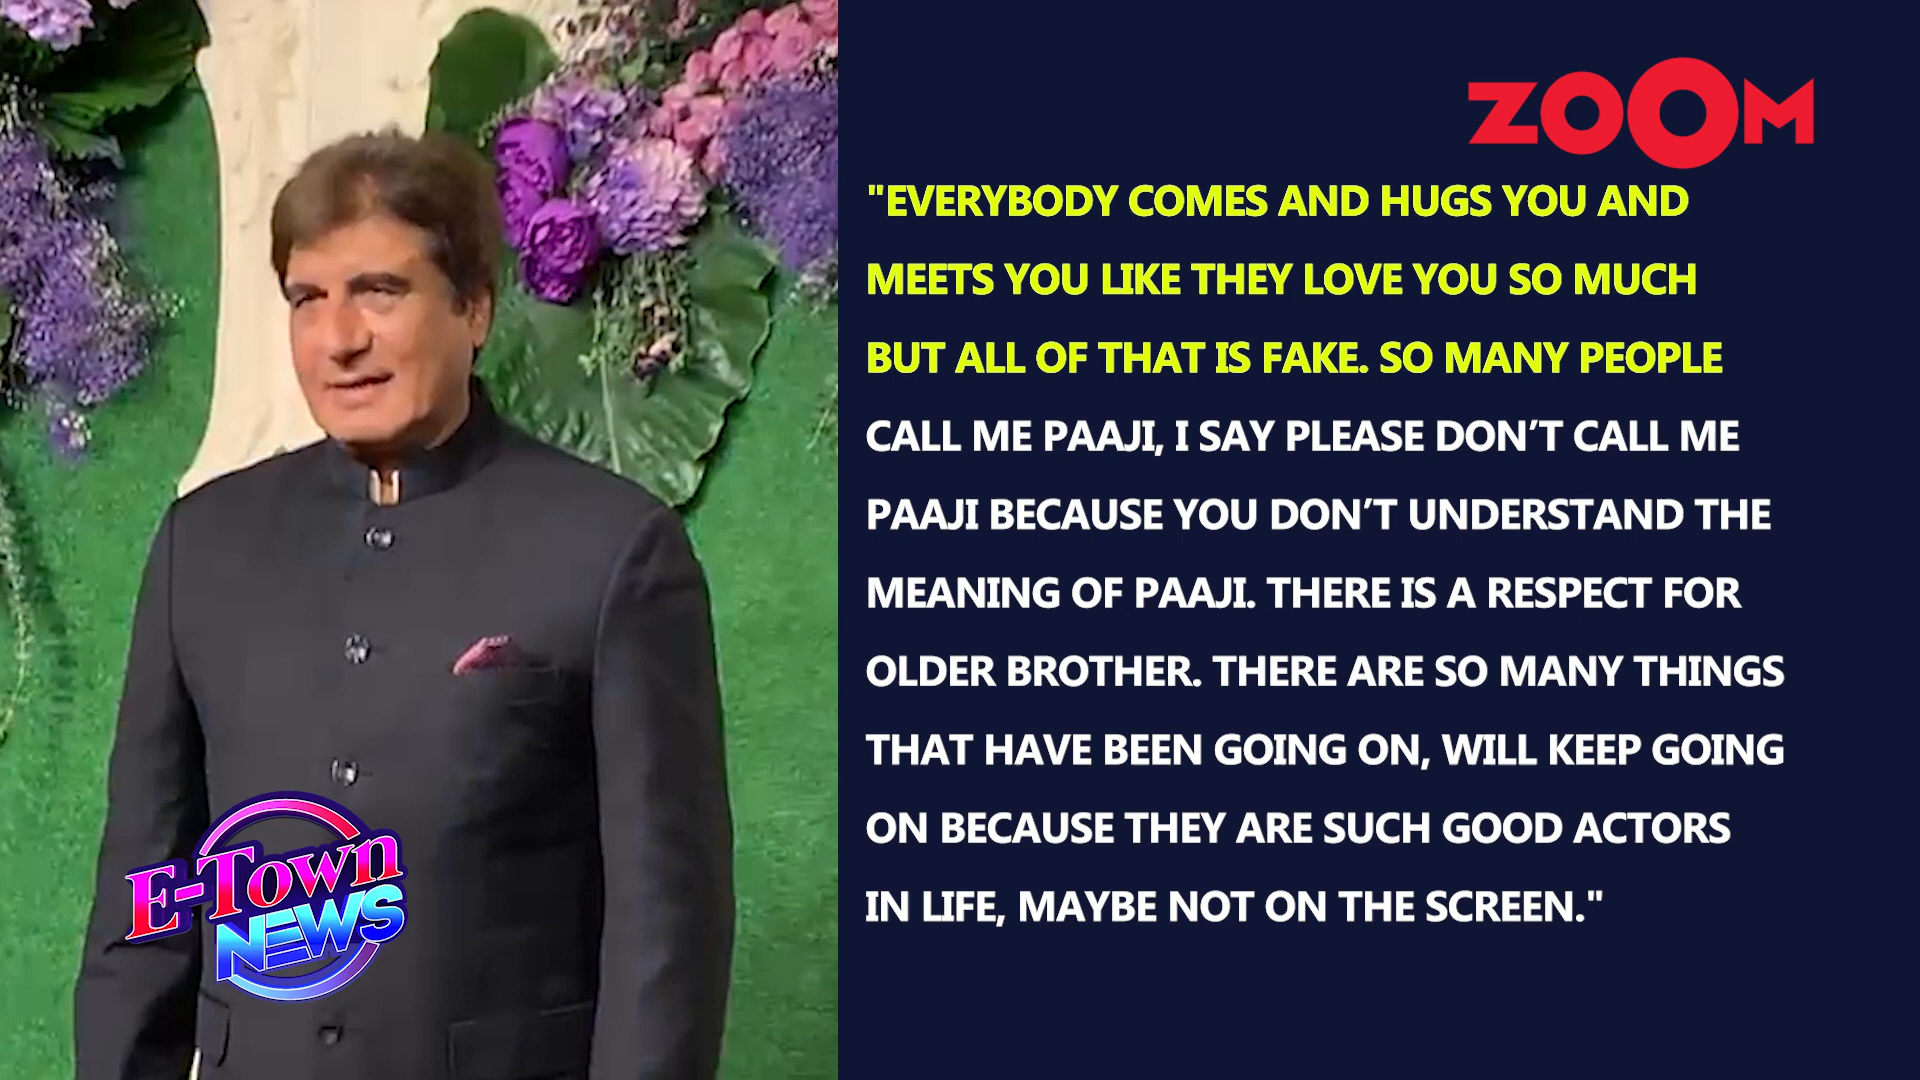 ZOOM
"EVERYBODY COMES AND HUGS YOU AND
MEETS YOU LIKE THEY LOVE YOU SO MUCH
BUT ALL OF THAT IS FAKE. SO MANY PEOPLE
CALL ME PAAJI, I SAY PLEASE DON’T CALL ME
PAAJI BECAUSE YOU DON’T UNDERSTAND THE
MEANING OF PAAJI. THERE IS A RESPECT FOR
OLDER BROTHER. THERE ARE SO MANY THINGS
THAT HAVE BEEN GOING ON, WILL KEEP GOING
ON BECAUSE THEY ARE SUCH GOOD ACTORS
IN LIFE, MAYBE NOT ON THE SCREEN."
E-TOWN
NEWS